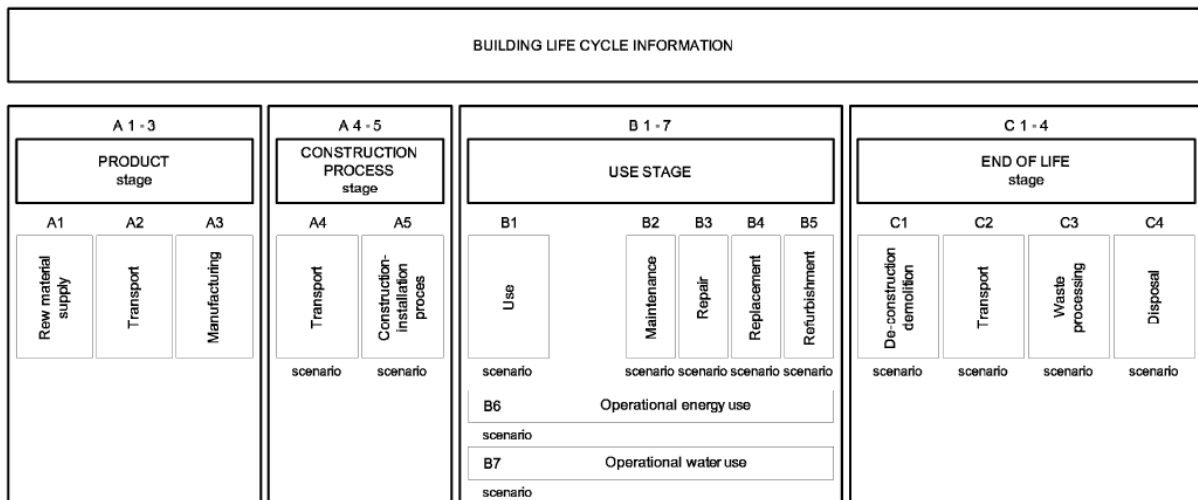 BUILDING LIFE CYCLE INFORMATION
A 1 - 3
PRODUCT
stage
A1
A2
A3
Rew material
supply
Transport
Manufacturing
A 4 - 5
CONSTRUCTION
PROCESS
stage
A4
A5
Transport
Construction-
installation
proces
scenario
scenario
B 1 - 7
USE STAGE
B1
B2
B3
B4
B5
Use
Maintenance
Repair
Replacement
Refurbishment
scenario
scenario
scenario
scenario
scenario
B6 Operational energy use
scenario
B7 Operational water use
scenario
C 1 - 4
END OF LIFE
stage
C1
C2
C3
C4
De-construction
demolition
Transport
Waste
processing
Disposal
scenario
scenario
scenario
scenario